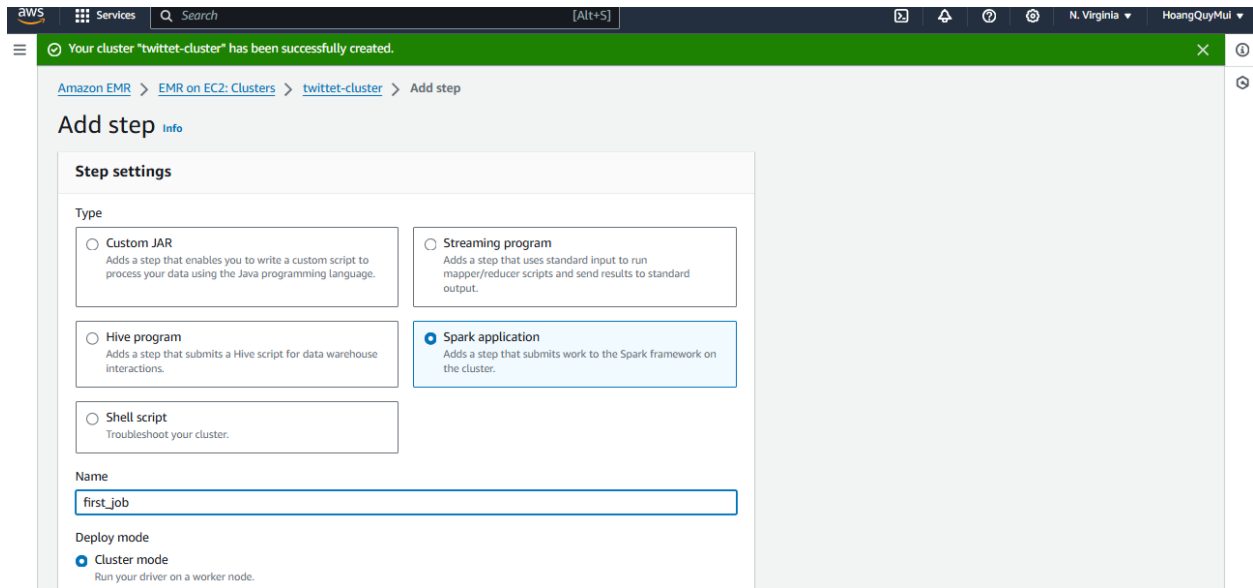 aws
Services
Search
[Alt+S]
N. Virginia
HoangQuyMui
Your cluster "twittet-cluster" has been successfully created.
Amazon EMR > EMR on EC2: Clusters > twittet-cluster > Add step
Add step Info
Step settings
Type
Custom JAR
Adds a step that enables you to write a custom script to
process your data using the Java programming language.
Streaming program
Adds a step that uses standard input to run
mapper/reducer scripts and send results to standard
output.
Hive program
Adds a step that submits a Hive script for data warehouse
interactions.
Spark application
Adds a step that submits work to the Spark framework on
the cluster.
Shell script
Troubleshoot your cluster.
Name
first_job
Deploy mode
Cluster mode
Run your driver on a worker node.